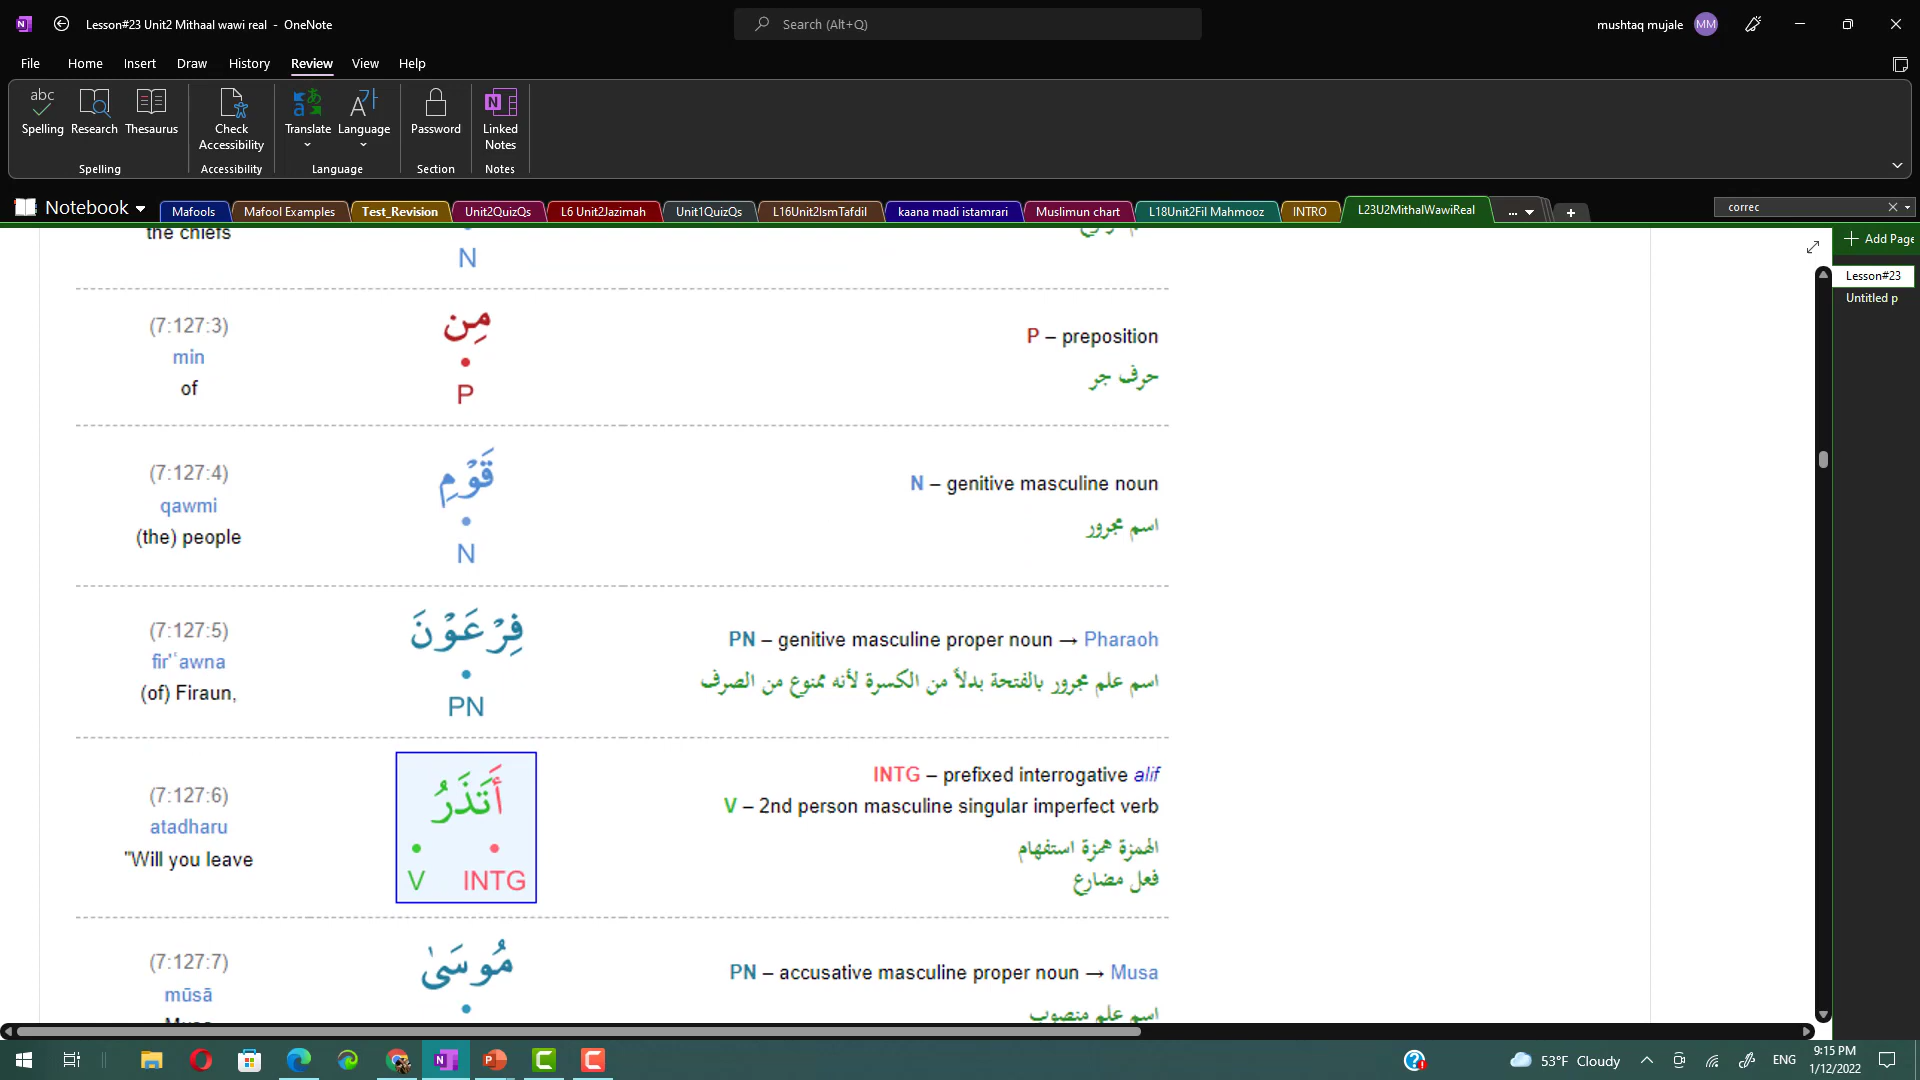 Lesson#23 Unit2 Mithaal wawi real - OneNote
Search (Alt+Q)
mushtaq mujale
MM
File Home Insert Draw History Review View Help
abc
Spelling
Research
Thesaurus
Check
Accessibility
Translate
Language
Password
Linked
Notes
Spelling
Accessibility
Language
Section
Notes
Notebook
Mafools
Mafool Examples
Test_Revision
Unit2QuizQs
L6 Unit2Jazimah
Unit1QuizQs
L16Unit2IsmTafdil
kaana madi istamrari
Muslimun chart
L18Unit2Fil Mahmooz
INTRO
L23U2MithalWawiReal
...
correc
Add Page
Lesson#23
Untitled p
the chiefs
N
(7:127:3)
min
of
مِن
P
P – preposition
حرف جر
(7:127:4)
qawmi
(the) people
قَوْمِ
N
N – genitive masculine noun
اسم مجرور
(7:127:5)
fir'ʿawna
(of) Firaun,
فِرْعَوْنَ
PN
PN – genitive masculine proper noun → Pharaoh
اسم علم مجرور بالفتحة بدلاً من الكسرة لأنه ممنوع من الصرف
(7:127:6)
atadharu
"Will you leave
أَتَذَرُ
V INTG
INTG – prefixed interrogative alif
V – 2nd person masculine singular imperfect verb
الهمزة همزة استفهام
فعل مضارع
(7:127:7)
mūsā
مُوسَىٰ
PN – accusative masculine proper noun → Musa
اسم علم منصوب
53°F Cloudy
ENG
9:15 PM
1/12/2022